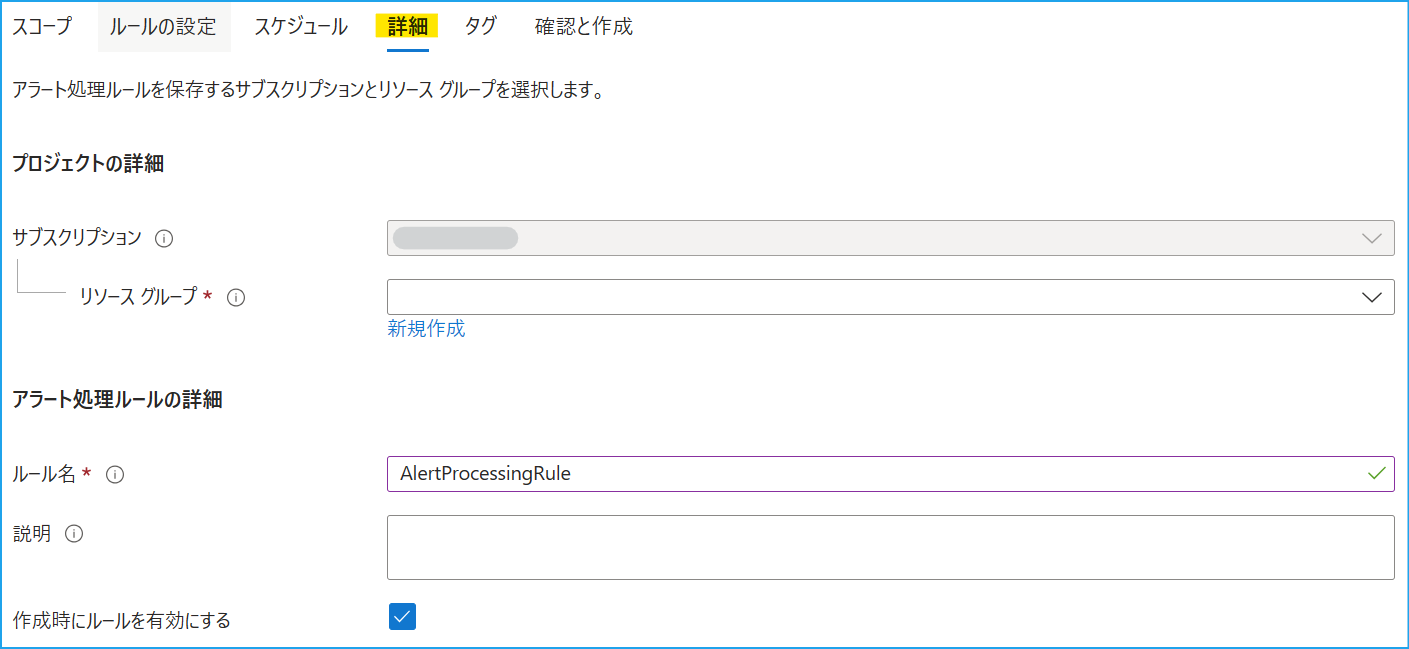 スコープ ルールの設定 スケジュール 詳細 タグ 確認と作成
アラート処理ルールを保存するサブスクリプションとリソース グループを選択します。
プロジェクトの詳細
サブスクリプション
リソース グループ *
新規作成
アラート処理ルールの詳細
ルール名 * AlertProcessingRule
説明
作成時にルールを有効にする